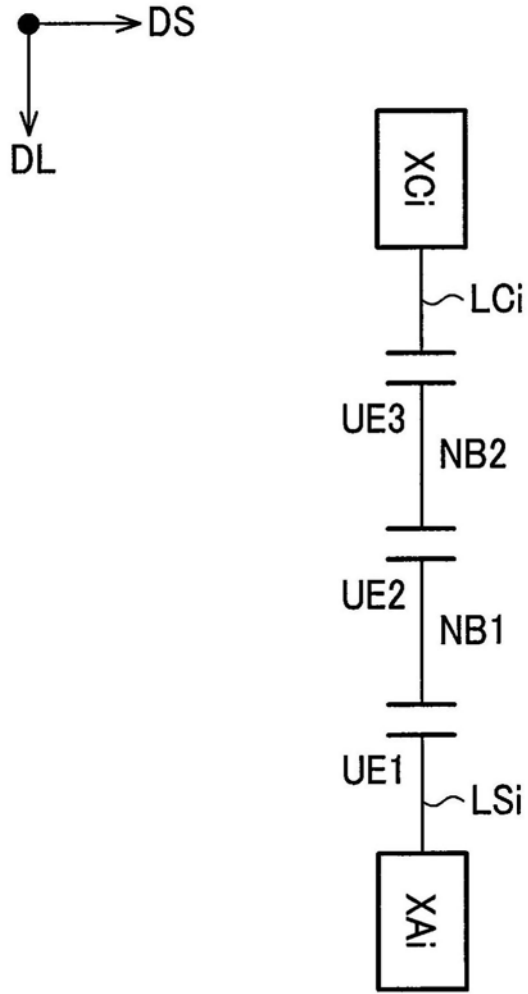 DS
DL
XCi
LCi
UE3
NB2
UE2
NB1
UE1
LSi
XAi